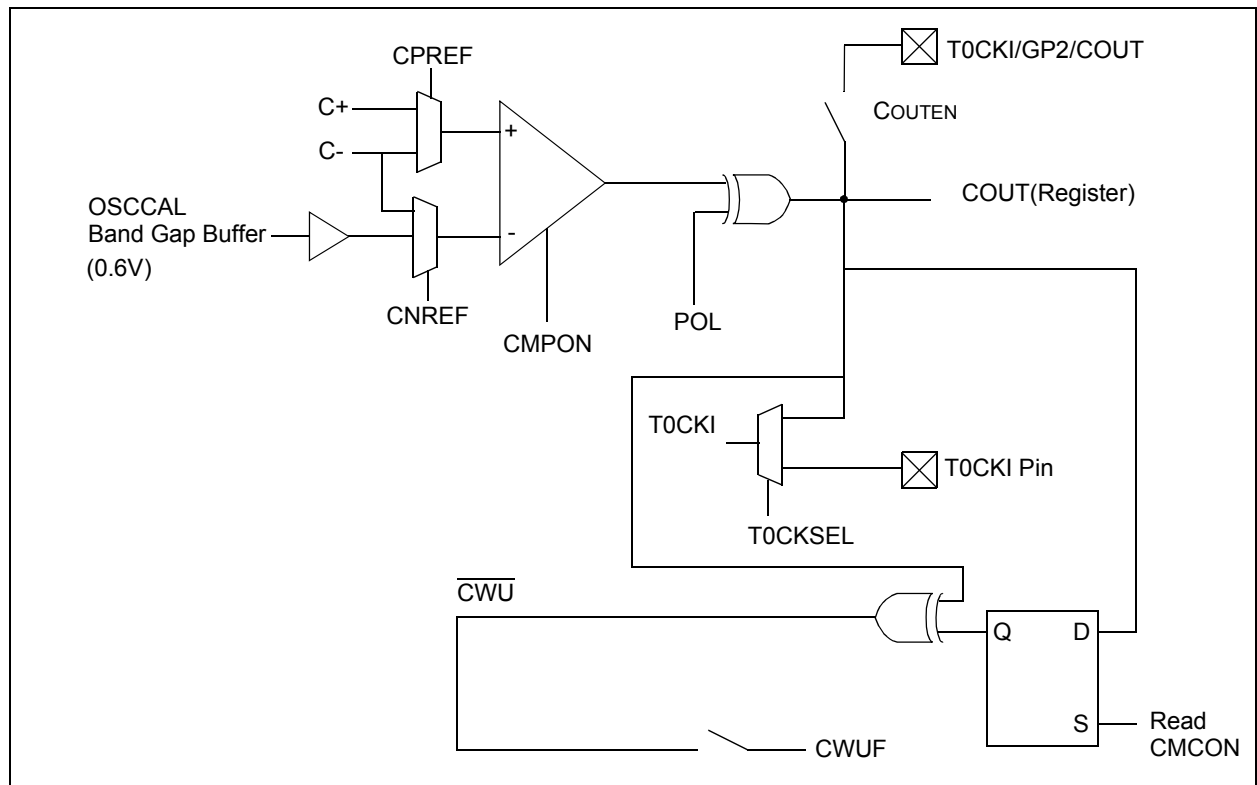 T0CKI/GP2/COUT
CPREF
C+
COUTEN
+
C-
COUT(Register)
OSCCAL
Band Gap Buffer
(0.6V)
-
CNREF
POL
CMPON
T0CKI
T0CKI Pin
T0CKSEL
CWU
Q
D
S
Read
CMCON
CWUF